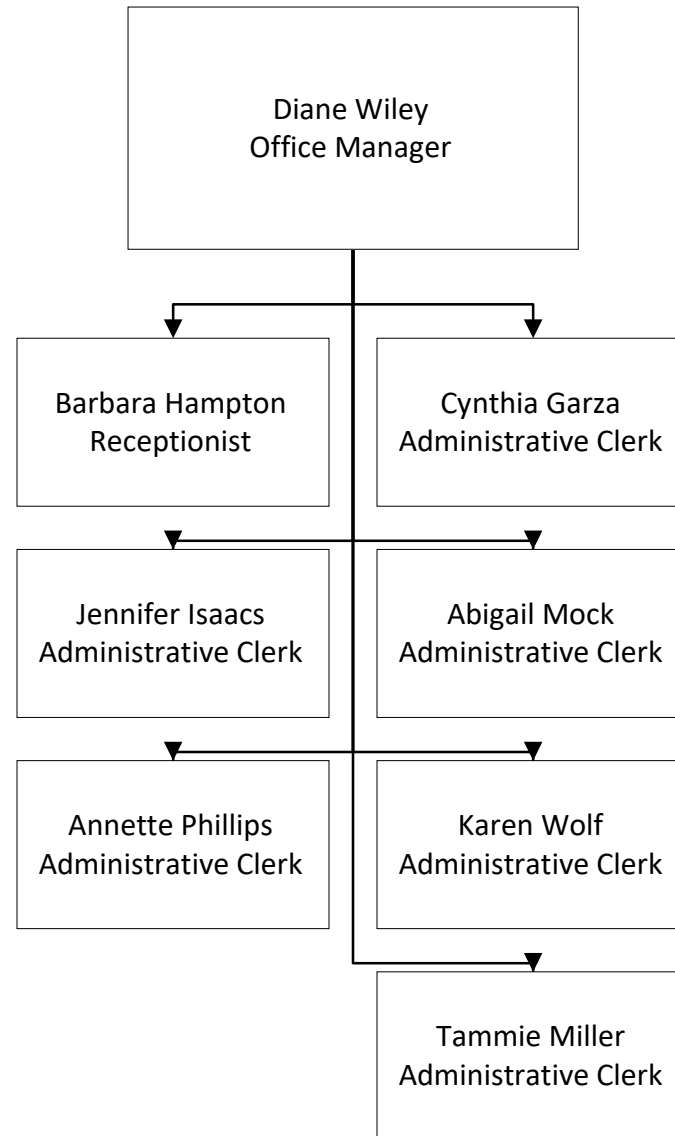 Diane Wiley
Office Manager
Barbara Hampton
Receptionist
Cynthia Garza
Administrative Clerk
Jennifer Isaacs
Administrative Clerk
Abigail Mock
Administrative Clerk
Annette Phillips
Administrative Clerk
Karen Wolf
Administrative Clerk
Tammie Miller
Administrative Clerk